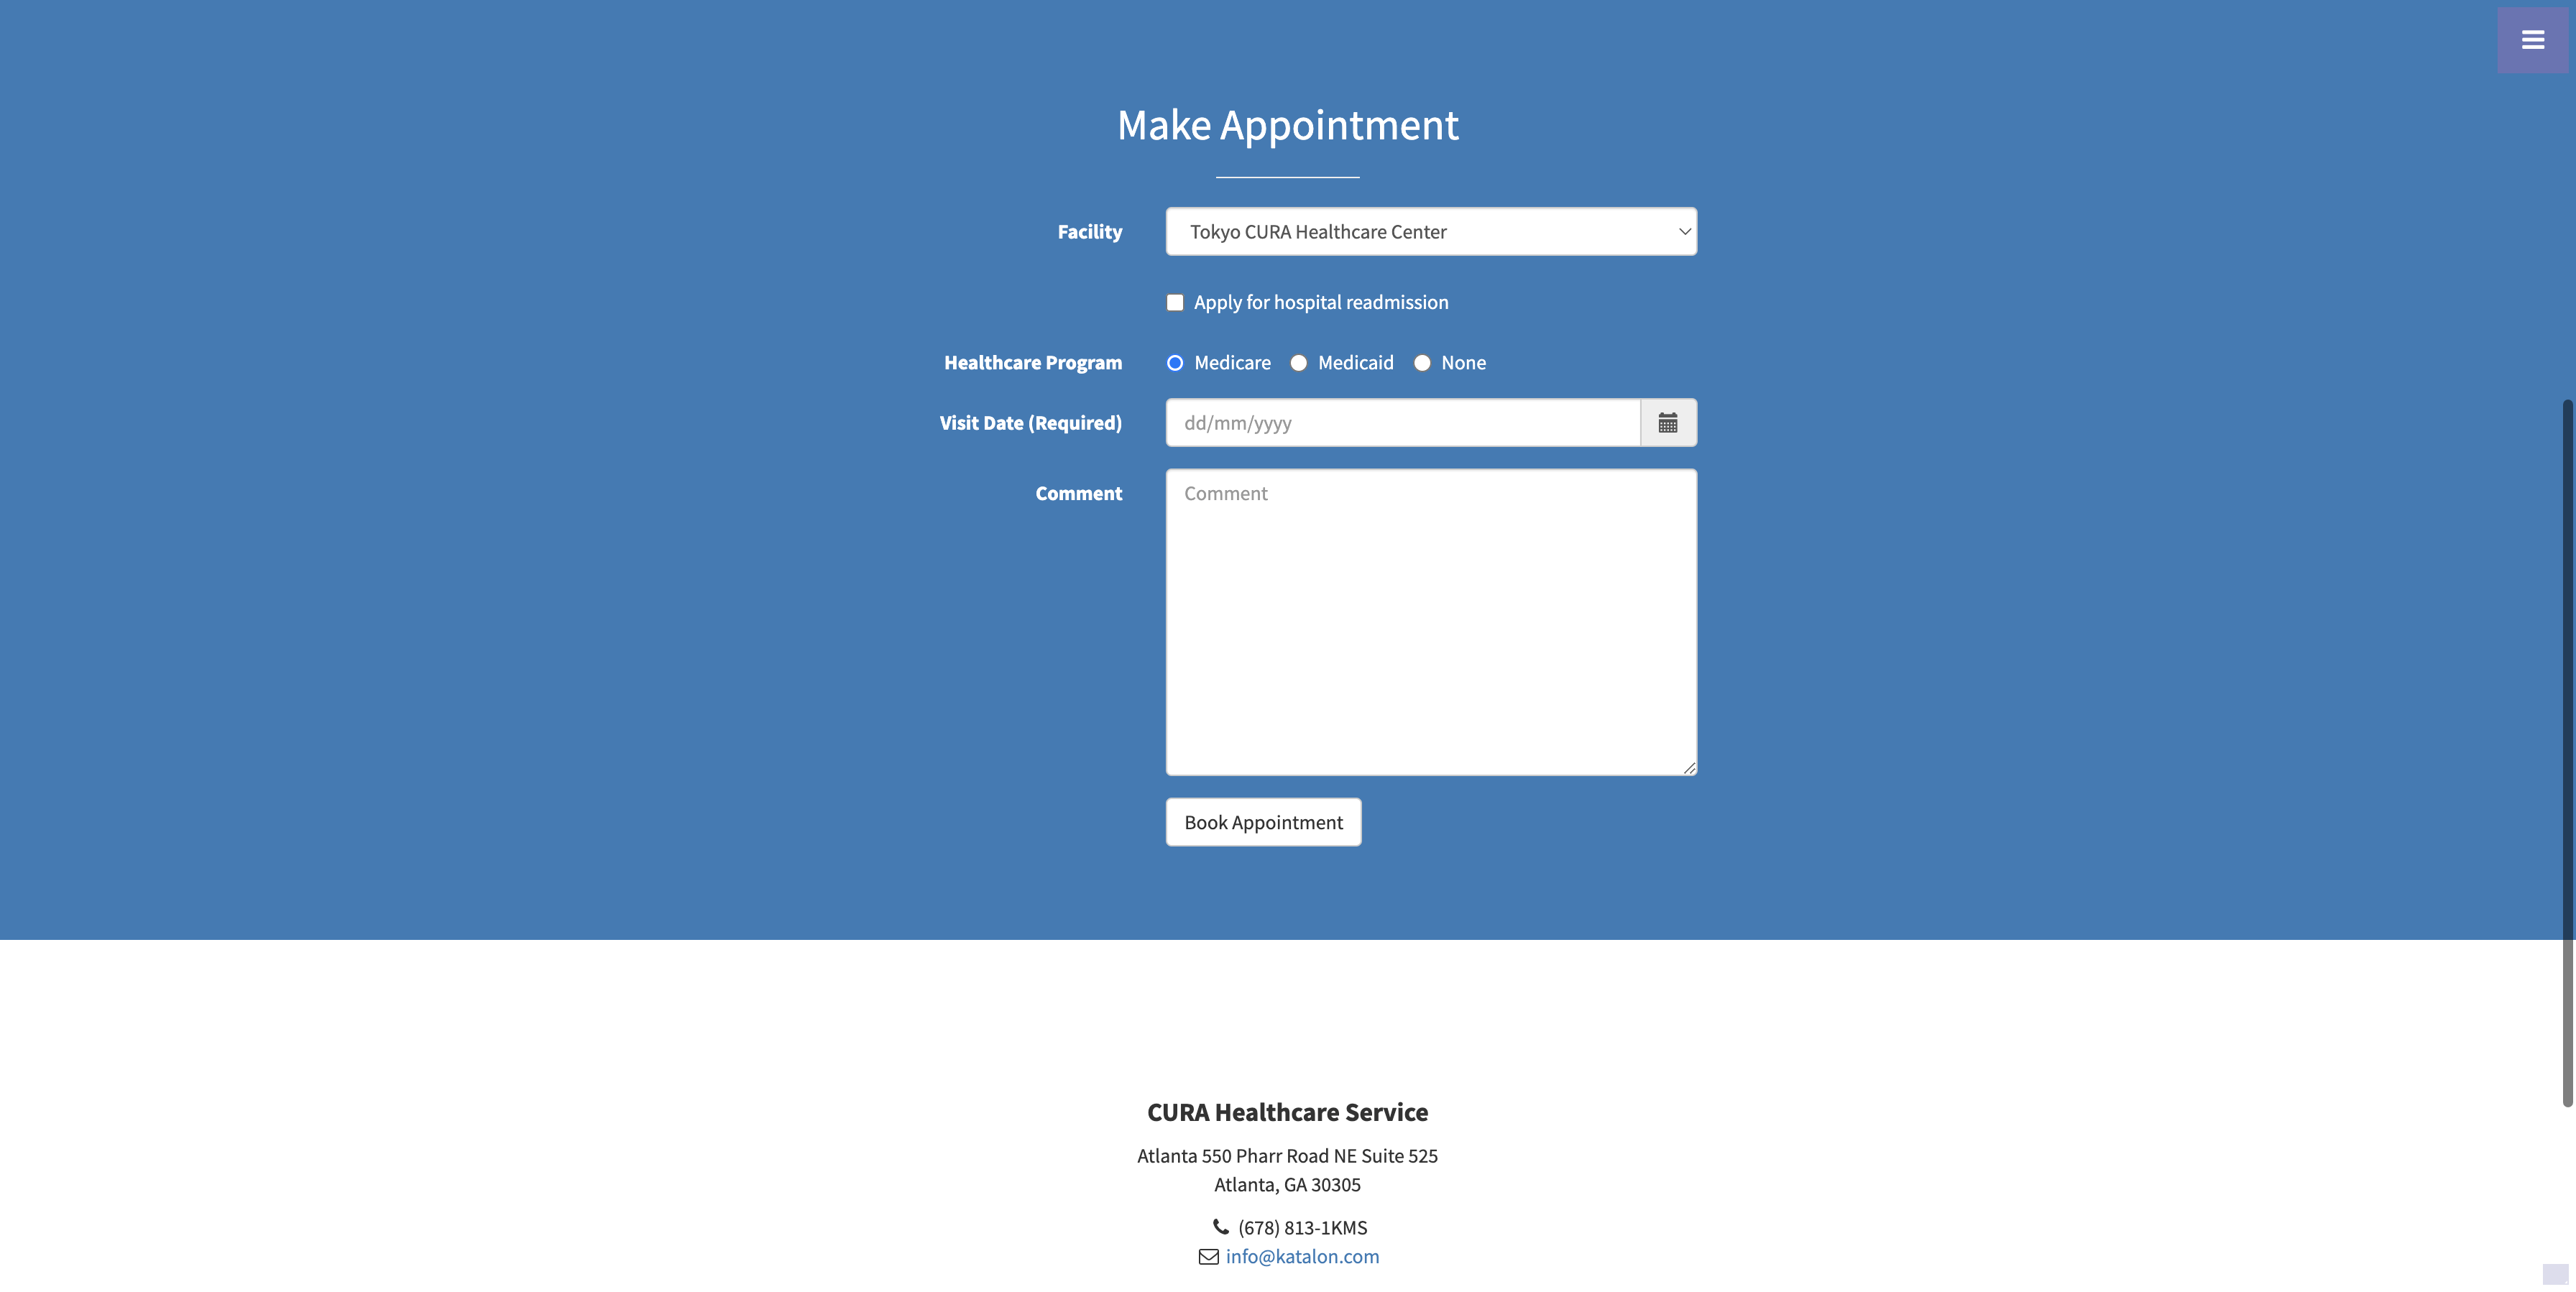 Make Appointment
Facility
Tokyo CURA Healthcare Center
Apply for hospital readmission
Healthcare Program
Medicare Medicaid None
Visit Date (Required)
dd/mm/yyyy
Comment
Comment
Book Appointment
CURA Healthcare Service
Atlanta 550 Pharr Road NE Suite 525
Atlanta, GA 30305
(678) 813-1KMS
info@katalon.com